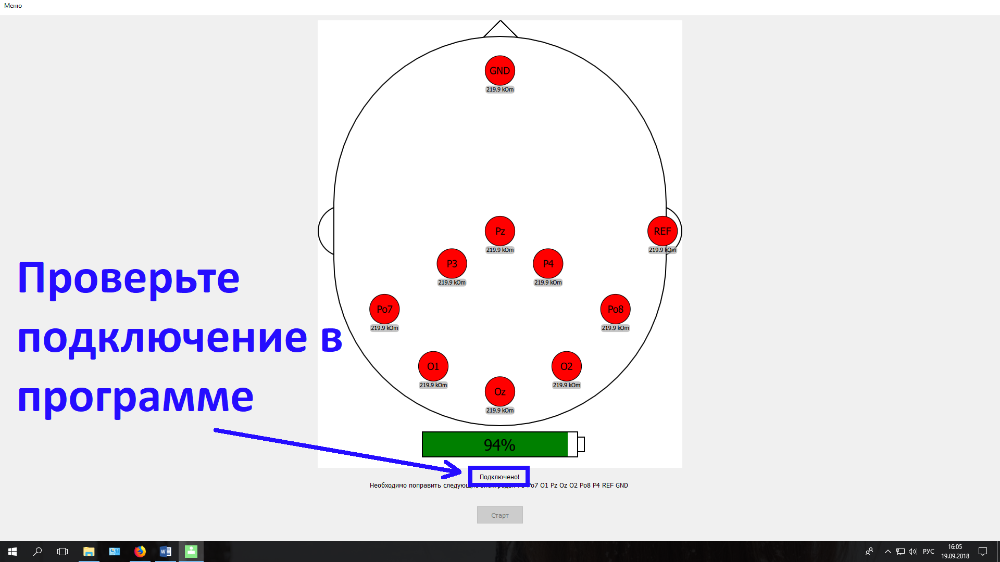 Меню
GND
219.9 kOm
Pz
219.9 kOm
REF
219.9 kOm
P3
219.9 kOm
P4
219.9 kOm
Po7
219.9 kOm
Po8
219.9 kOm
O1
219.9 kOm
O2
219.9 kOm
Oz
219.9 kOm
Проверьте
подключение в
программе
94%
Подключено!
Необходимо поправить Po7 O1 Pz Oz O2 Po8 P4 REF GND
Старт
РУС
16:05
19.09.2018